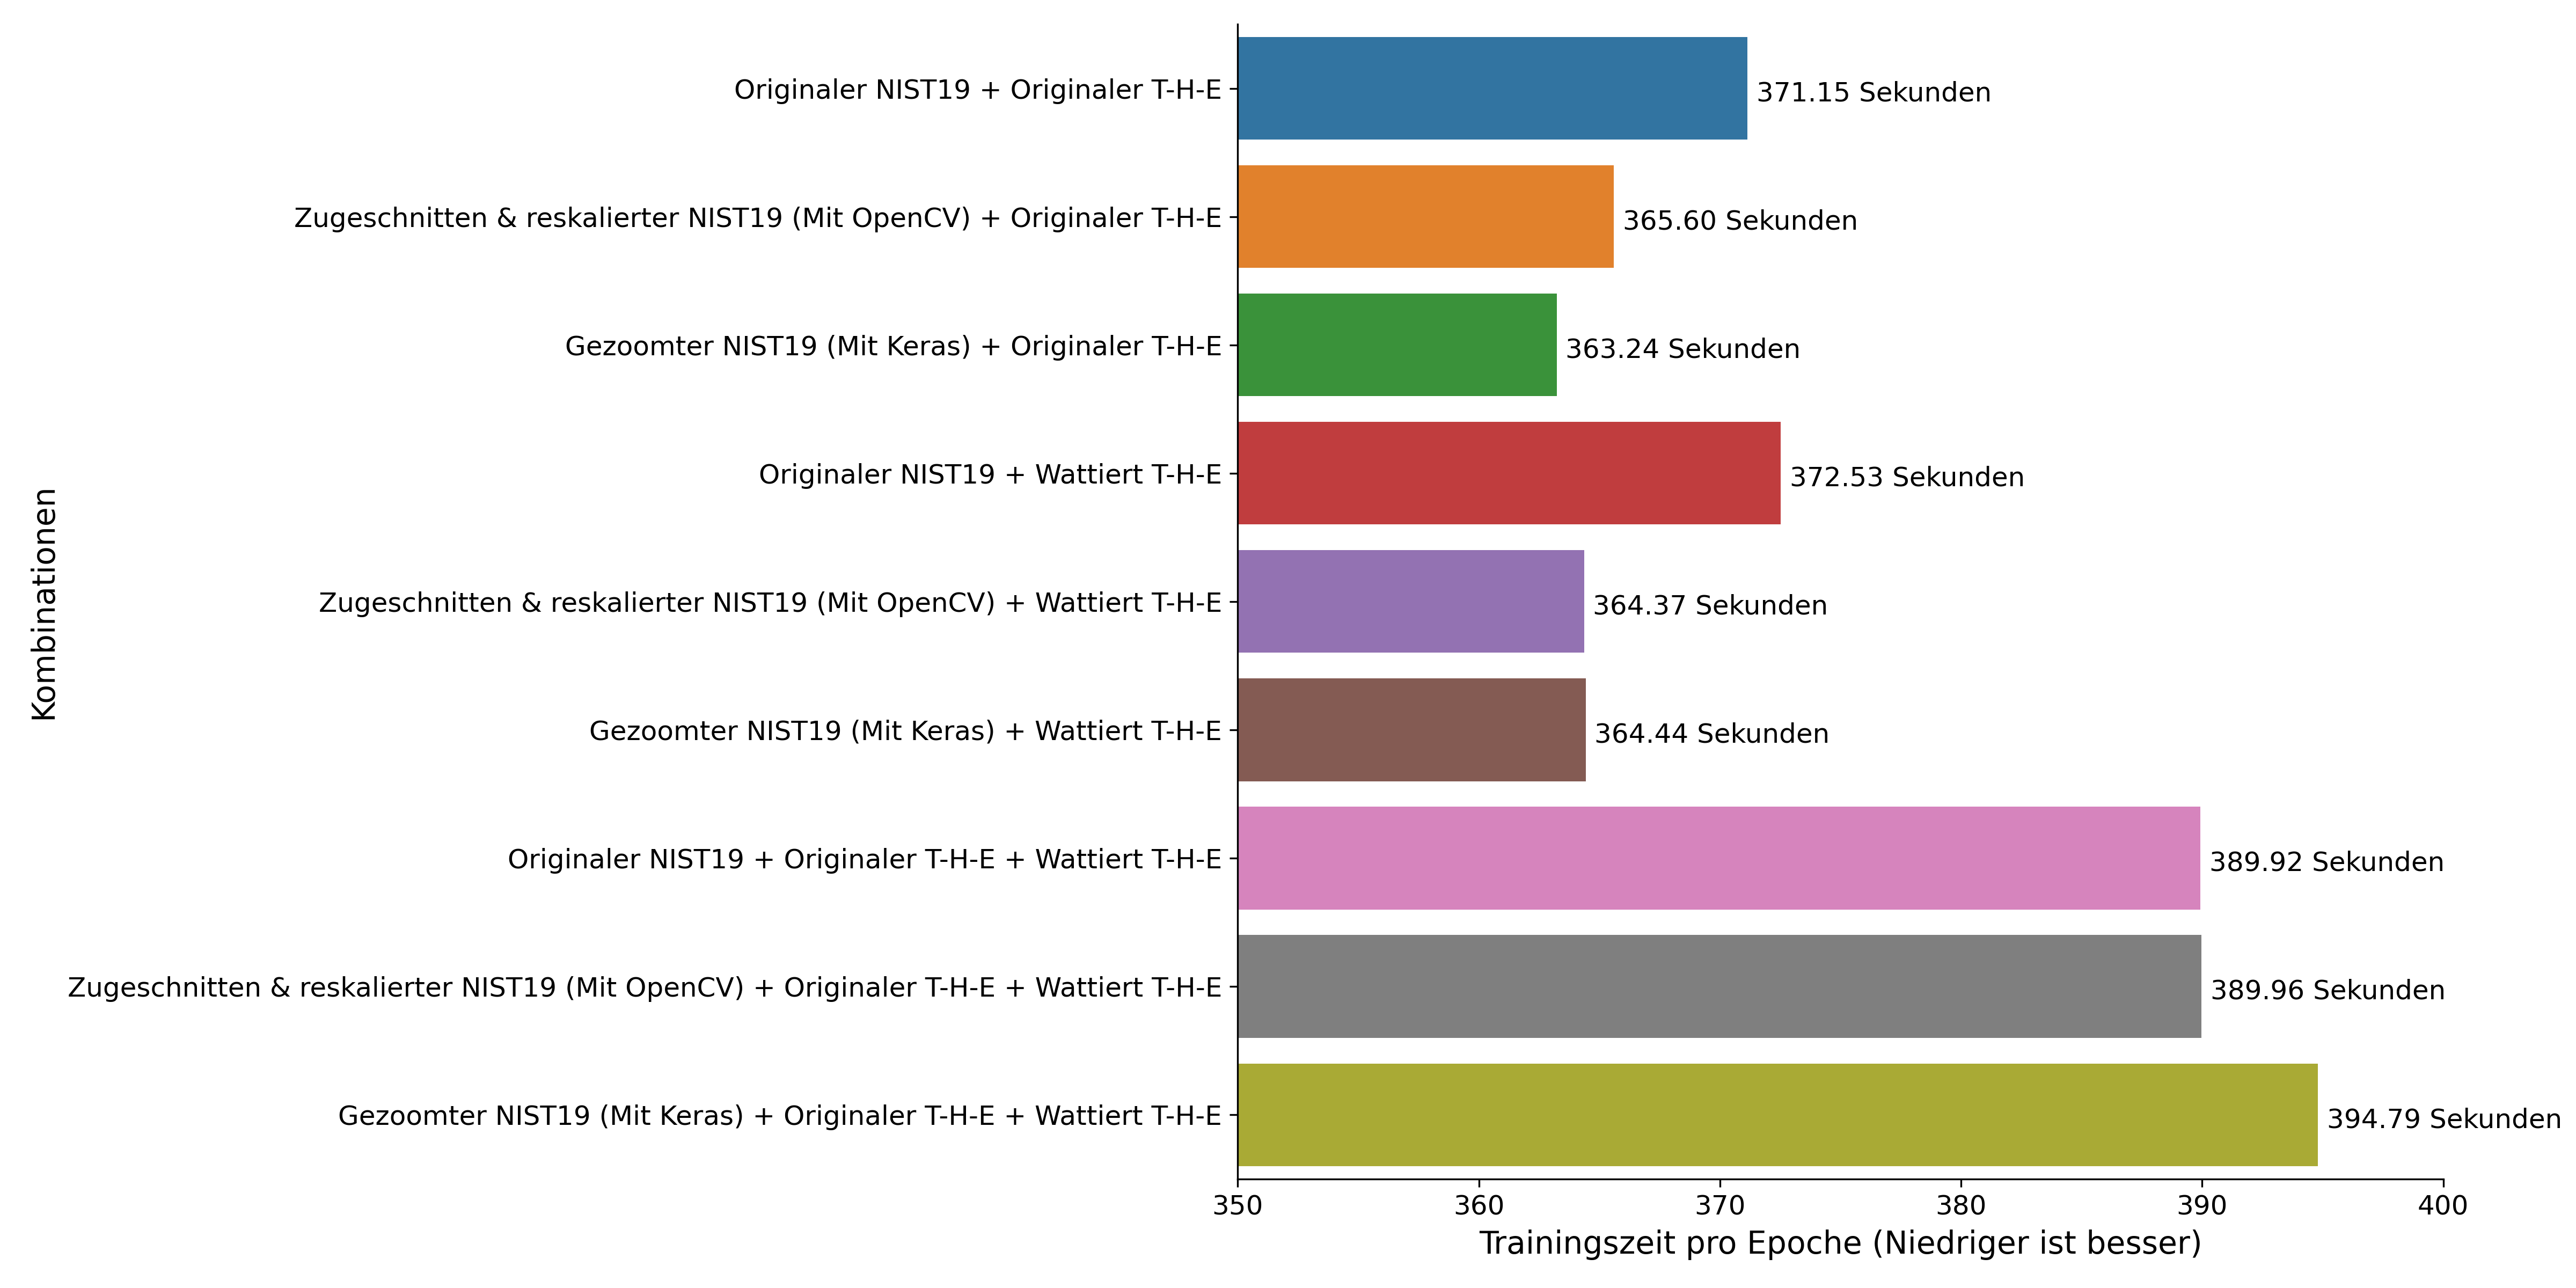 Originaler NIST19 + Originaler T-H-E
371.15 Sekunden
Zugeschnitten & reskalierter NIST19 (Mit OpenCV) + Originaler T-H-E
365.60 Sekunden
Gezoomter NIST19 (Mit Keras) + Originaler T-H-E
363.24 Sekunden
Originaler NIST19 + Wattiert T-H-E
372.53 Sekunden
Zugeschnitten & reskalierter NIST19 (Mit OpenCV) + Wattiert T-H-E
364.37 Sekunden
Gezoomter NIST19 (Mit Keras) + Wattiert T-H-E
364.44 Sekunden
Originaler NIST19 + Originaler T-H-E + Wattiert T-H-E
389.92 Sekunden
Zugeschnitten & reskalierter NIST19 (Mit OpenCV) + Originaler T-H-E + Wattiert T-H-E
389.96 Sekunden
Gezoomter NIST19 (Mit Keras) + Originaler T-H-E + Wattiert T-H-E
394.79 Sekunden
Kombinationen
350 360 370 380 390 400
Trainingszeit pro Epoche (Niedriger ist besser)